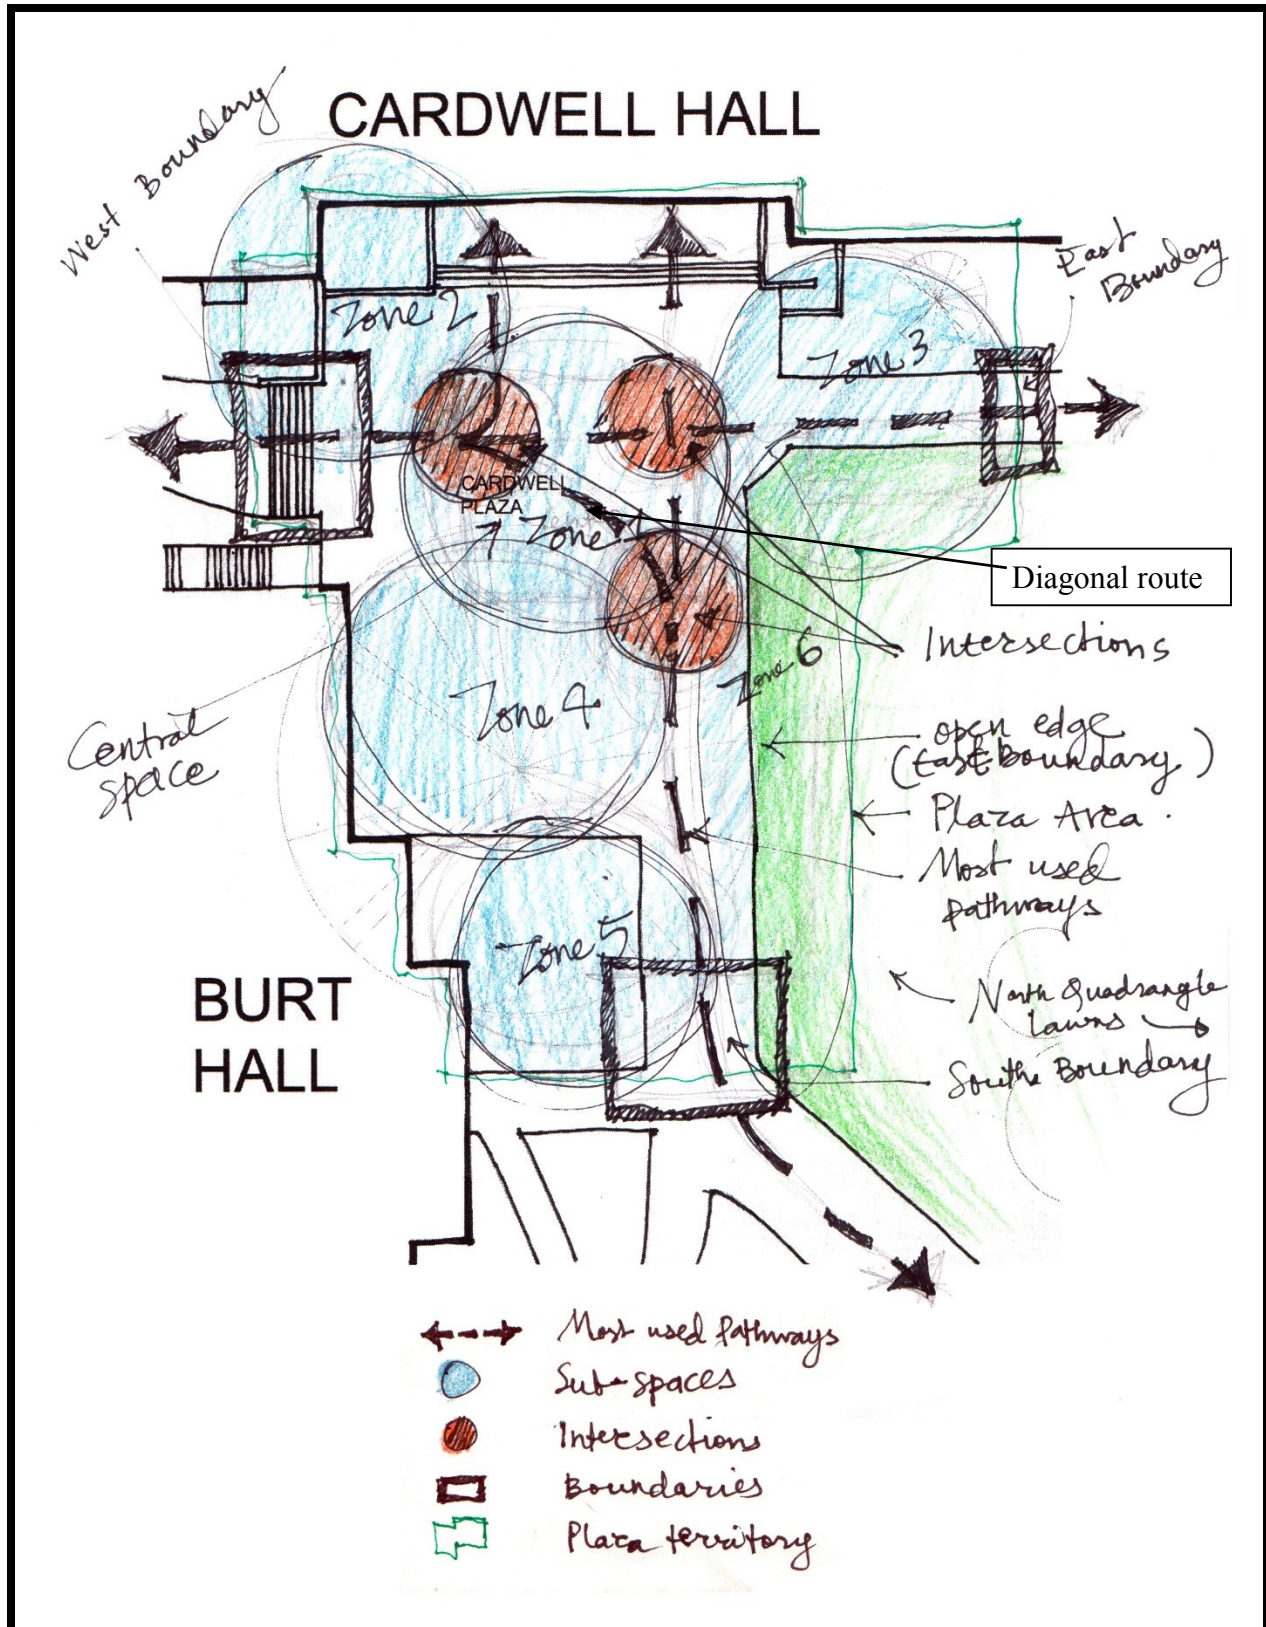 West Boundary
CARDWELL HALL
East
Boundary
Zone 2
Zone 3
CARDWELL
PLAZA
Zone 1
Diagonal route
Intersections
Zone 6
Zone 4
Central
space
open edge
(East Boundary)
Plaza Area.
Most used
pathways
Zone 5
BURT
HALL
North Quadrangle
Lawns
South Boundary
Most used Pathways
Sub-spaces
Intersections
Boundaries
Plaza territory